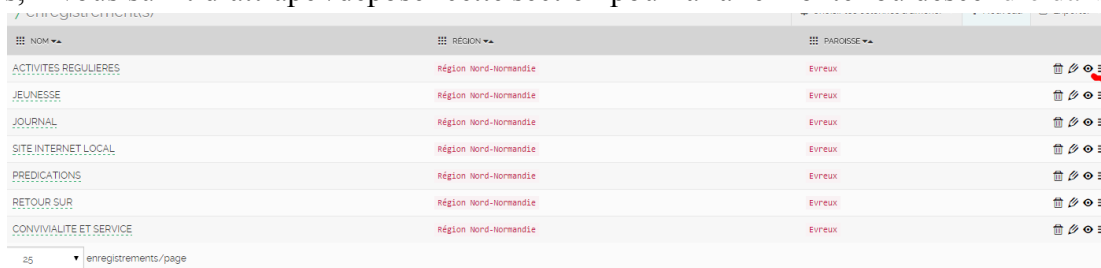 7 enregistrements/
NOM RÉGION PAROISSE
ACTIVITES REGULIERES Région Nord-Normandie Evreux
JEUNESSE Région Nord-Normandie Evreux
JOURNAL Région Nord-Normandie Evreux
SITE INTERNET LOCAL Région Nord-Normandie Evreux
PREDICATIONS Région Nord-Normandie Evreux
RETOUR SUR Région Nord-Normandie Evreux
CONVIVIALITE ET SERVICE Région Nord-Normandie Evreux
25 enregistrements/page